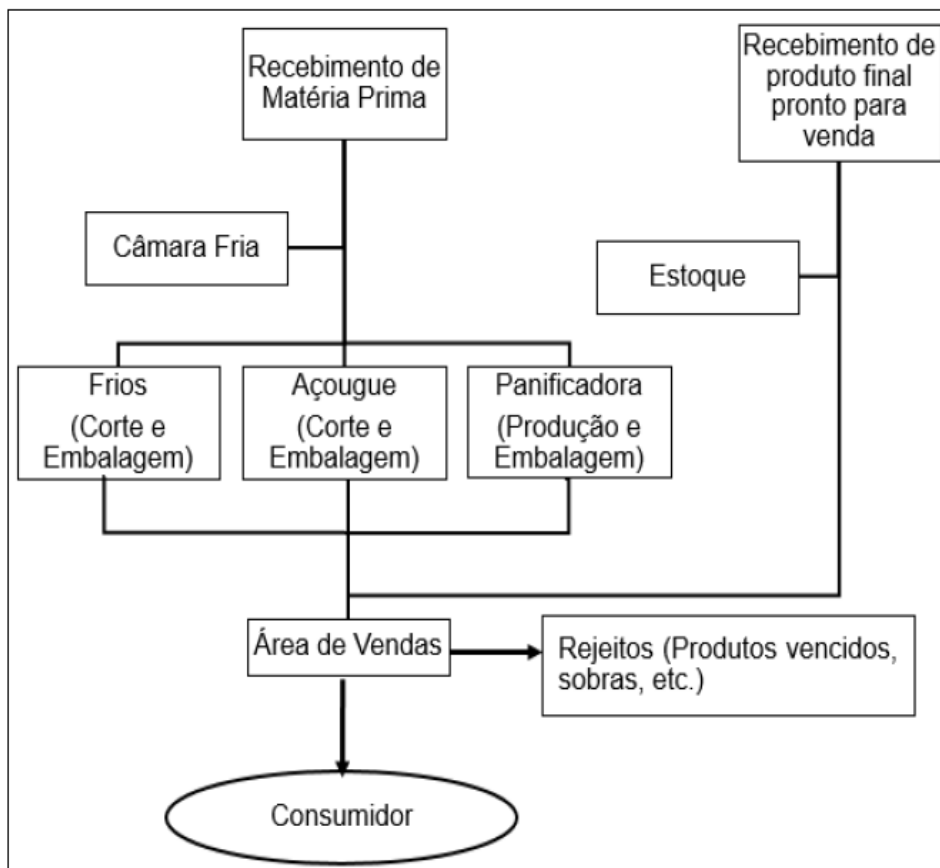 Recebimento de
Matéria Prima
Recebimento de
produto final
pronto para
venda
Câmara Fria
Estoque
Frios
(Corte e
Embalagem)
Açougue
(Corte e
Embalagem)
Panificadora
(Produção e
Embalagem)
Área de Vendas
Rejeitos (Produtos vencidos,
sobras, etc.)
Consumidor